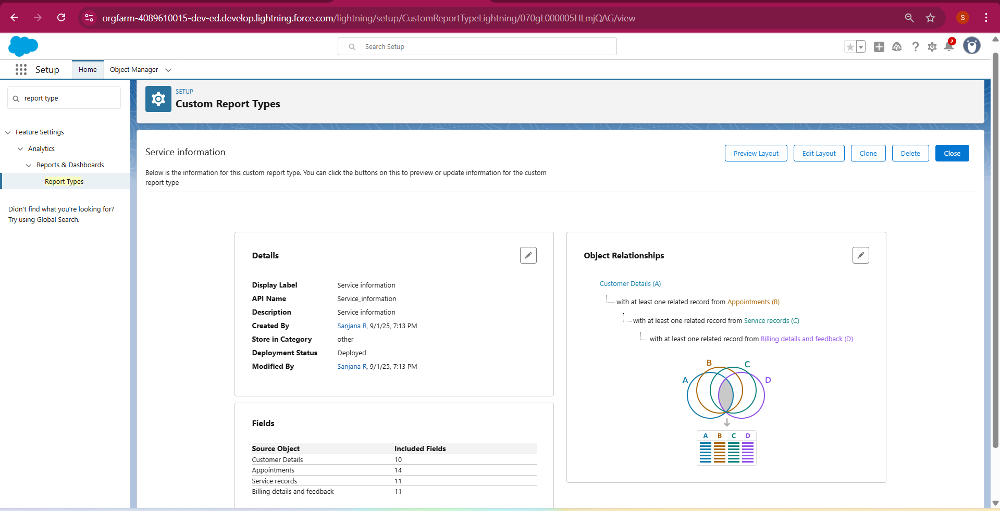 orgfarm-4089610015-dev-ed.develop.lightning.force.com/lightning/setup/CustomReportTypeLightning/070gL000005HLmjQAG/view
S
Search Setup
2
Setup
Home
Object Manager
report type
Feature Settings
Analytics
Reports & Dashboards
Report Types
Didn't find what you're looking for?
Try using Global Search.
SETUP
Custom Report Types
Service information
Preview Layout
Edit Layout
Clone
Delete
Close
Below is the information for this custom report type. You can click the buttons on this to preview or update information for the custom
report type
Details
Display Label Service information
API Name Service_information
Description Service information
Created By Sanjana R, 9/1/25, 7:13 PM
Store in Category other
Deployment Status Deployed
Modified By Sanjana R, 9/1/25, 7:13 PM
Fields
Source Object Included Fields
Customer Details 10
Appointments 14
Service records 11
Billing details and feedback 11
Object Relationships
Customer Details (A)
with at least one related record from Appointments (B)
with at least one related record from Service records (C)
with at least one related record from Billing details and feedback (D)
B
C
A
D
A B C D